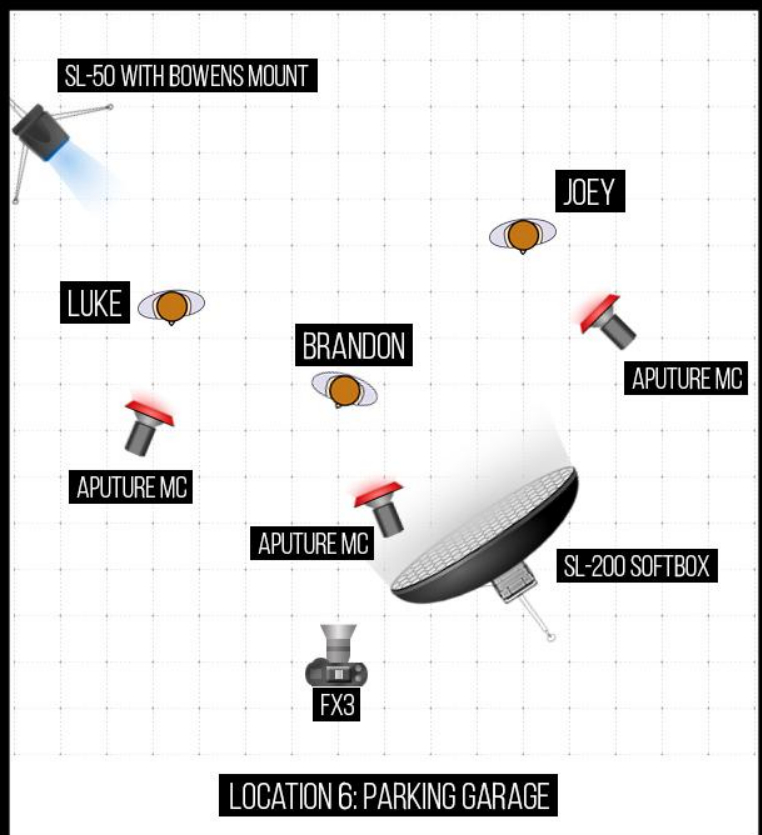 SL-50 WITH BOWENS MOUNT
JOEY
LUKE
BRANDON
APUTURE MC
APUTURE MC
APUTURE MC
SL-200 SOFTBOX
FX3
LOCATION 6: PARKING GARAGE